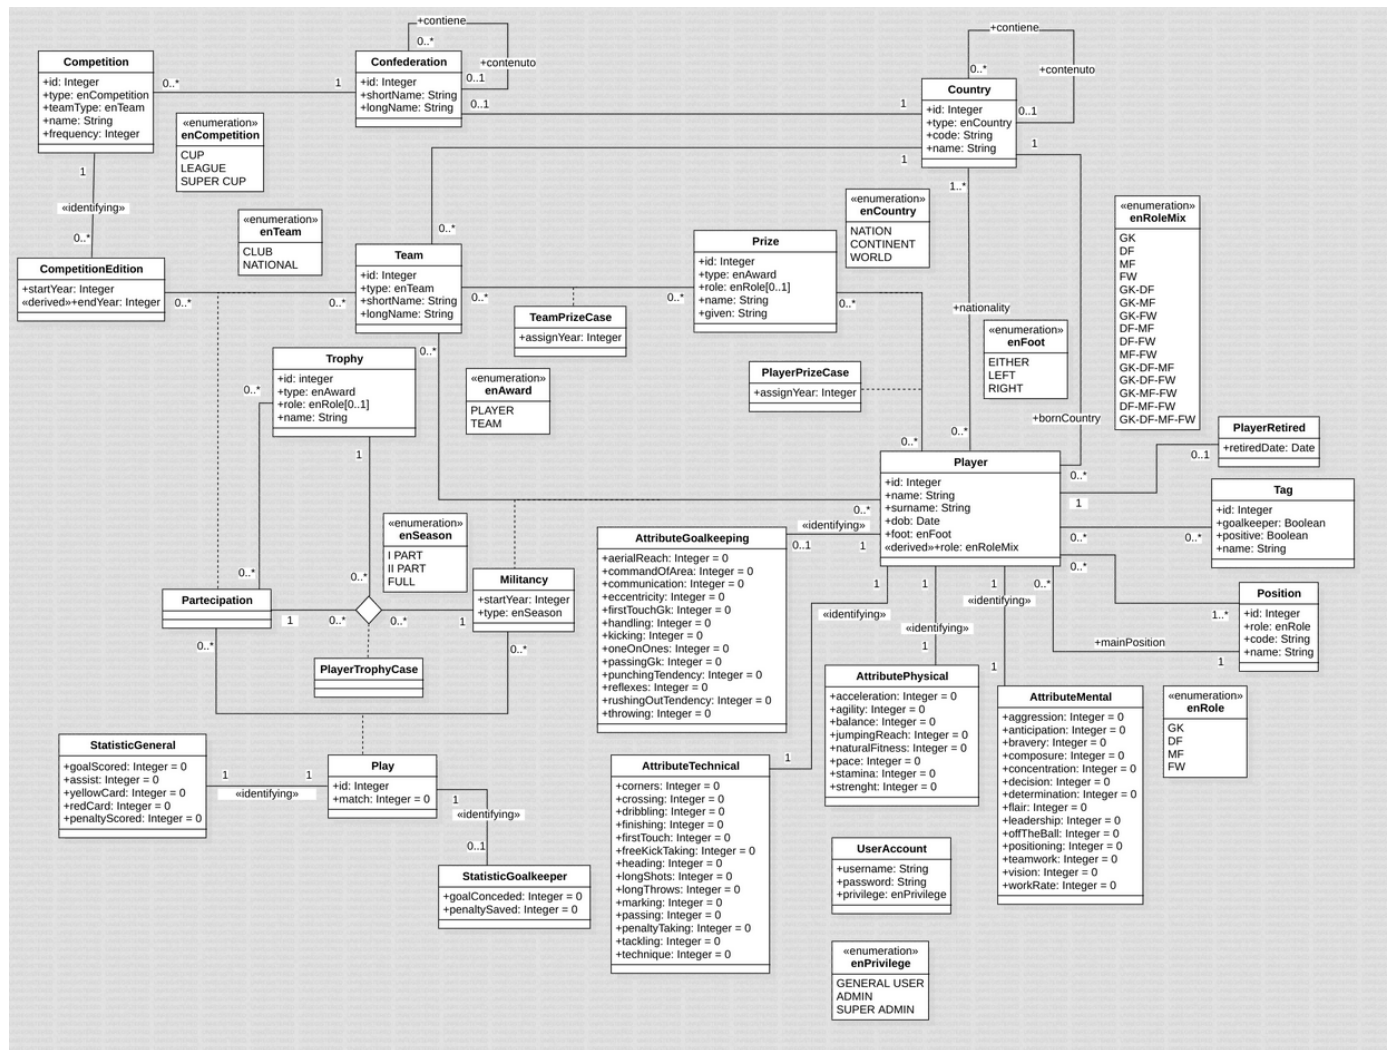 +contiene
0..*
+contenuto
0..1
Competition
+id: Integer
+type: enCompetition
+teamType: enTeam
+name: String
+frequency: Integer
0..*
1
Confederation
+id: Integer
+shortName: String
+longName: String
0..1
1
+contiene
0..*
+contenuto
0..1
Country
+id: Integer
+type: enCountry
+code: String
+name: String
1
1
1..*
«enumeration»
enCompetition
CUP
LEAGUE
SUPER CUP
1
«identifying»
0..*
«enumeration»
enTeam
CLUB
NATIONAL
«enumeration»
enCountry
NATION
CONTINENT
WORLD
«enumeration»
enRoleMix
GK
DF
MF
FW
GK-DF
GK-MF
GK-FW
DF-MF
DF-FW
MF-FW
GK-DF-MF
GK-DF-FW
GK-MF-FW
DF-MF-FW
GK-DF-MF-FW
CompetitionEdition
+startYear: Integer
«derived»+endYear: Integer
0..*
0..*
0..*
Team
+id: Integer
+type: enTeam
+shortName: String
+longName: String
0..*
0..*
0..*
Prize
+id: Integer
+type: enAward
+role: enRole[0..1]
+name: String
+given: String
0..*
TeamPrizeCase
+assignYear: Integer
+nationality
«enumeration»
enFoot
EITHER
LEFT
RIGHT
Trophy
+id: integer
+type: enAward
+role: enRole[0..1]
+name: String
0..*
1
«enumeration»
enAward
PLAYER
TEAM
PlayerPrizeCase
+assignYear: Integer
0..*
0..*
+bornCountry
0..*
PlayerRetired
+retiredDate: Date
0..1
1
Player
+id: Integer
+name: String
+surname: String
+dob: Date
+foot: enFoot
«derived»+role: enRoleMix
0..*
Tag
+id: Integer
+goalkeeper: Boolean
+positive: Boolean
+name: String
0..*
0..*
«enumeration»
enSeason
I PART
II PART
FULL
AttributeGoalkeeping
+aerialReach: Integer = 0
+commandOfArea: Integer = 0
+communication: Integer = 0
+eccentricity: Integer = 0
+firstTouchGk: Integer = 0
+handling: Integer = 0
+kicking: Integer = 0
+oneOnOnes: Integer = 0
+passingGk: Integer = 0
+punchingTendency: Integer = 0
+reflexes: Integer = 0
+rushingOutTendency: Integer = 0
+throwing: Integer = 0
«identifying»
0..1
1
0..*
0..*
Partecipation
1
0..*
0..*
1
Militancy
+startYear: Integer
+type: enSeason
0..*
0..*
PlayerTrophyCase
1
«identifying»
1
1
«identifying»
1
1
«identifying»
1
0..*
0..*
1..*
+mainPosition
1
Position
+id: Integer
+role: enRole
+code: String
+name: String
AttributePhysical
+acceleration: Integer = 0
+agility: Integer = 0
+balance: Integer = 0
+jumpingReach: Integer = 0
+naturalFitness: Integer = 0
+pace: Integer = 0
+stamina: Integer = 0
+strenght: Integer = 0
AttributeMental
+aggression: Integer = 0
+anticipation: Integer = 0
+bravery: Integer = 0
+composure: Integer = 0
+concentration: Integer = 0
+decision: Integer = 0
+determination: Integer = 0
+flair: Integer = 0
+leadership: Integer = 0
+offTheBall: Integer = 0
+positioning: Integer = 0
+teamwork: Integer = 0
+vision: Integer = 0
+workRate: Integer = 0
«enumeration»
enRole
GK
DF
MF
FW
StatisticGeneral
+goalScored: Integer = 0
+assist: Integer = 0
+yellowCard: Integer = 0
+redCard: Integer = 0
+penaltyScored: Integer = 0
1
«identifying»
1
Play
+id: Integer
+match: Integer = 0
1
«identifying»
0..1
StatisticGoalkeeper
+goalConceded: Integer = 0
+penaltySaved: Integer = 0
AttributeTechnical
+corners: Integer = 0
+crossing: Integer = 0
+dribbling: Integer = 0
+finishing: Integer = 0
+firstTouch: Integer = 0
+freeKickTaking: Integer = 0
+heading: Integer = 0
+longShots: Integer = 0
+longThrows: Integer = 0
+marking: Integer = 0
+passing: Integer = 0
+penaltyTaking: Integer = 0
+tackling: Integer = 0
+technique: Integer = 0
UserAccount
+username: String
+password: String
+privilege: enPrivilege
«enumeration»
enPrivilege
GENERAL USER
ADMIN
SUPER ADMIN